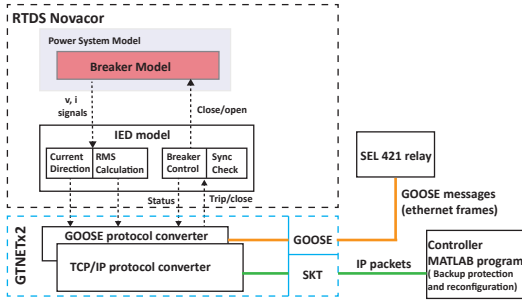 RTDS Novacor
Power System Model
Breaker Model
v, i
signals
Close/open
IED model
Current
Direction
RMS
Calculation
Breaker
Control
Sync
Check
SEL 421 relay
Status
Trip/close
GOOSE messages
(ethernet frames)
GTNETx2
GOOSE protocol converter
GOOSE
TCP/IP protocol converter
SKT
IP packets
Controller
MATLAB program
( Backup protection
and reconfiguration)